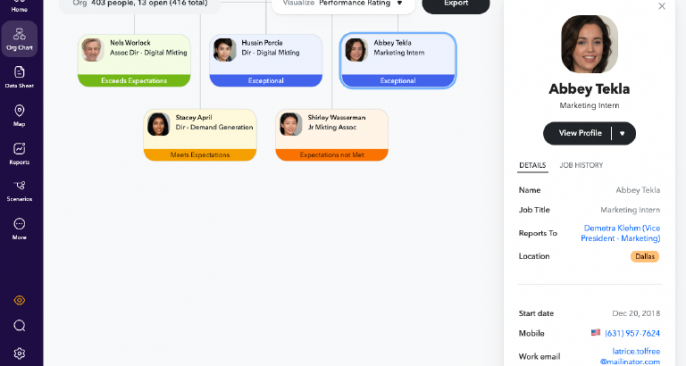 Home
Org Chart
Data Sheet
Map
Reports
Scenarios
More
Org 403 people, 13 open (416 total)
Visualize Performance Rating
Export
Nels Worlock
Assoc Dir - Digital Mkting
Exceeds Expectations
Husain Percia
Dir - Digital Mkting
Exceptional
Abbey Tekla
Marketing Intern
Exceptional
Stacey April
Dir - Demand Generation
Meets Expectations
Shirley Wasserman
Jr Mkting Assoc
Expectations not Met
Abbey Tekla
Marketing Intern
View Profile
DETAILS JOB HISTORY
Name Abbey Tekla
Job Title Marketing Intern
Reports To Demetra Klehm (Vice
President - Marketing)
Location Dallas
Start date Dec 20, 2018
Mobile (631) 957-7624
Work email latrice.tolfree
@mailinator.com